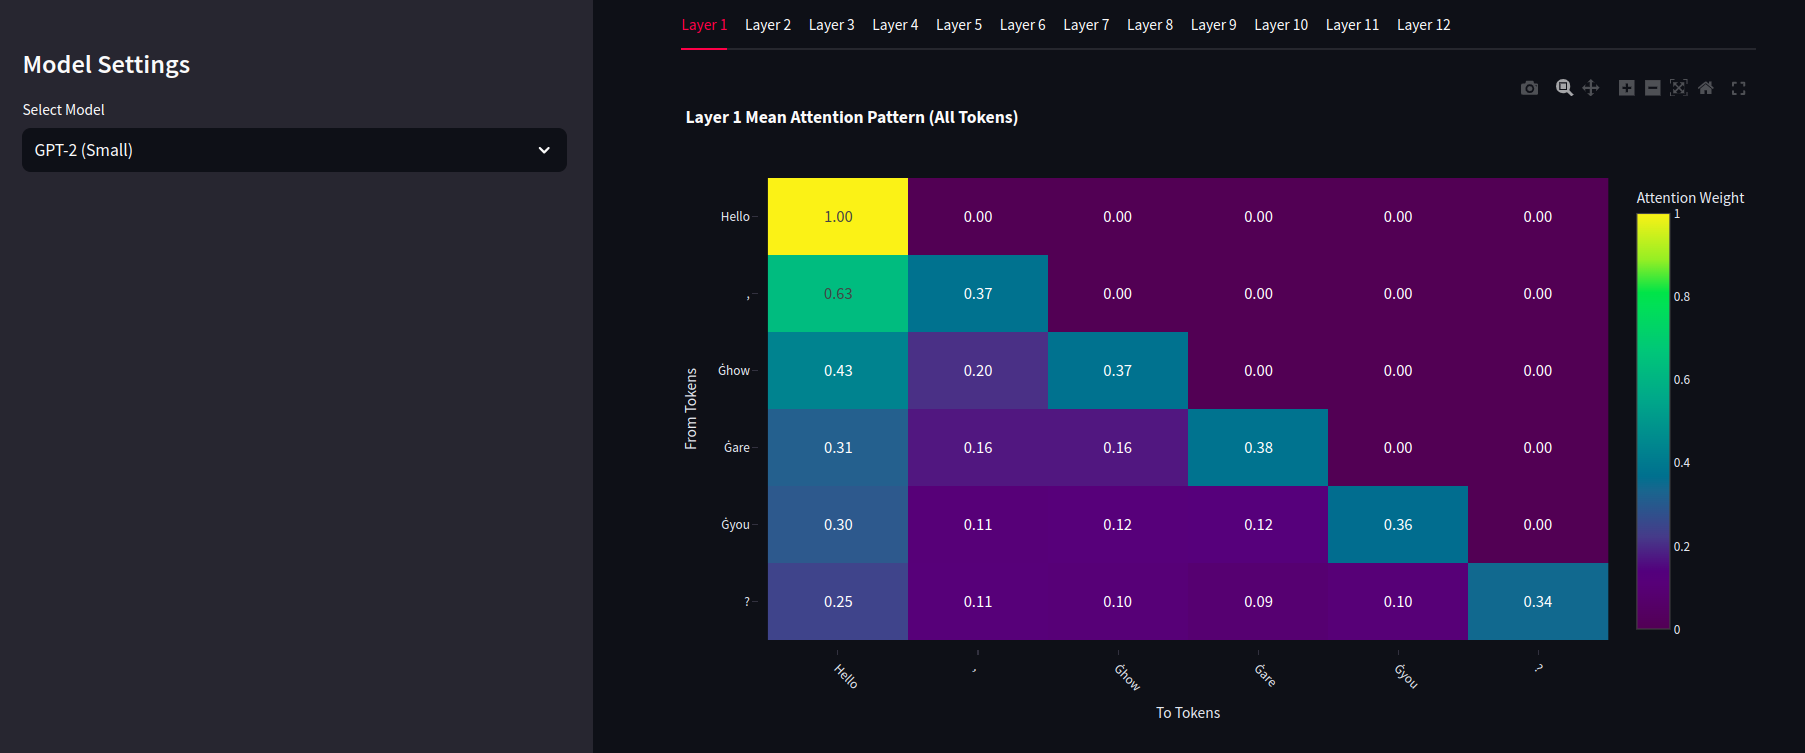 Model Settings
Select Model
GPT-2 (Small)
Layer 1 Layer 2 Layer 3 Layer 4 Layer 5 Layer 6 Layer 7 Layer 8 Layer 9 Layer 10 Layer 11 Layer 12
Layer 1 Mean Attention Pattern (All Tokens)
Attention Weight
1
0.8
0.6
0.4
0.2
0
From Tokens
Hello 1.00 0.00 0.00 0.00 0.00 0.00
, 0.63 0.37 0.00 0.00 0.00 0.00
Ġhow 0.43 0.20 0.37 0.00 0.00 0.00
Ġare 0.31 0.16 0.16 0.38 0.00 0.00
Ġyou 0.30 0.11 0.12 0.12 0.36 0.00
? 0.25 0.11 0.10 0.09 0.10 0.34
Hello , Ġhow Ġare Ġyou ?
To Tokens